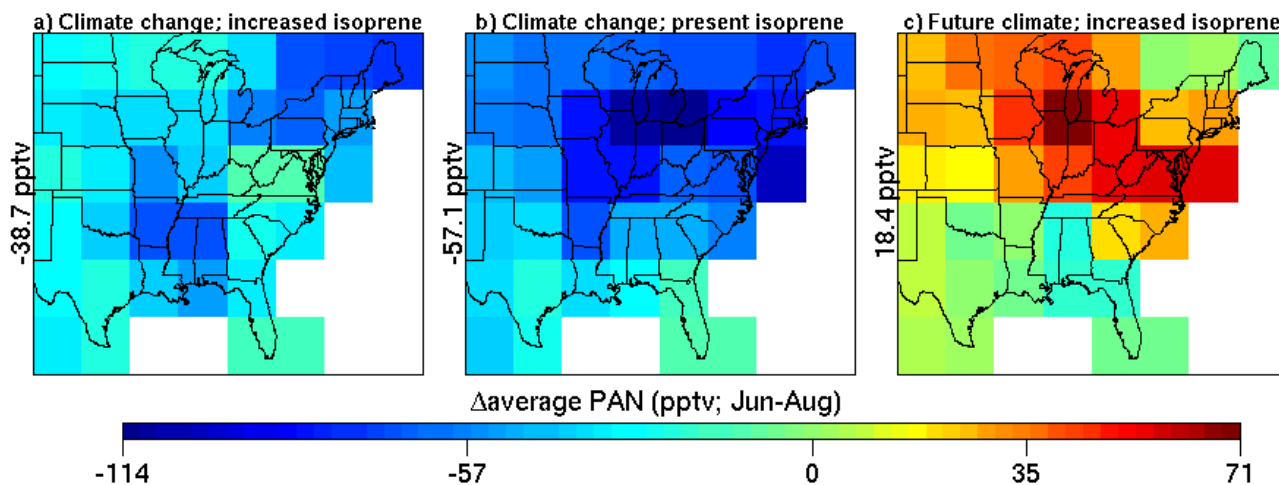 a) Climate change; increased isoprene
b) Climate change; present isoprene
c) Future climate; increased isoprene
-38.7 pptv
-57.1 pptv
18.4 pptv
Δaverage PAN (pptv; Jun-Aug)
-114 -57 0 35 71